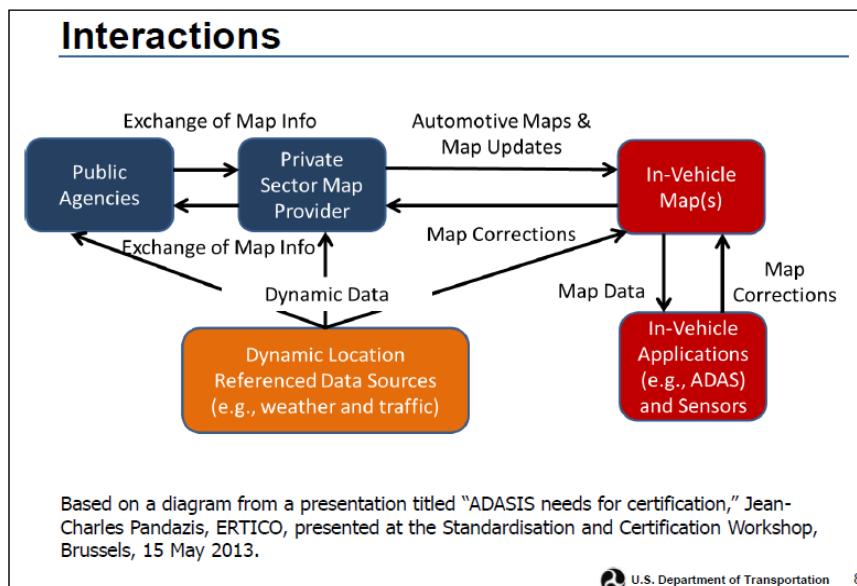 Interactions
Exchange of Map Info
Automotive Maps &
Map Updates
Public
Agencies
Private
Sector Map
Provider
In-Vehicle
Map(s)
Exchange of Map Info
Map Corrections
Dynamic Data
Map Data
Map
Corrections
Dynamic Location
Referenced Data Sources
(e.g., weather and traffic)
In-Vehicle
Applications
(e.g., ADAS)
and Sensors
Based on a diagram from a presentation titled “ADASIS needs for certification,” Jean-
Charles Pandazis, ERTICO, presented at the Standardisation and Certification Workshop,
Brussels, 15 May 2013.
U.S. Department of Transportation